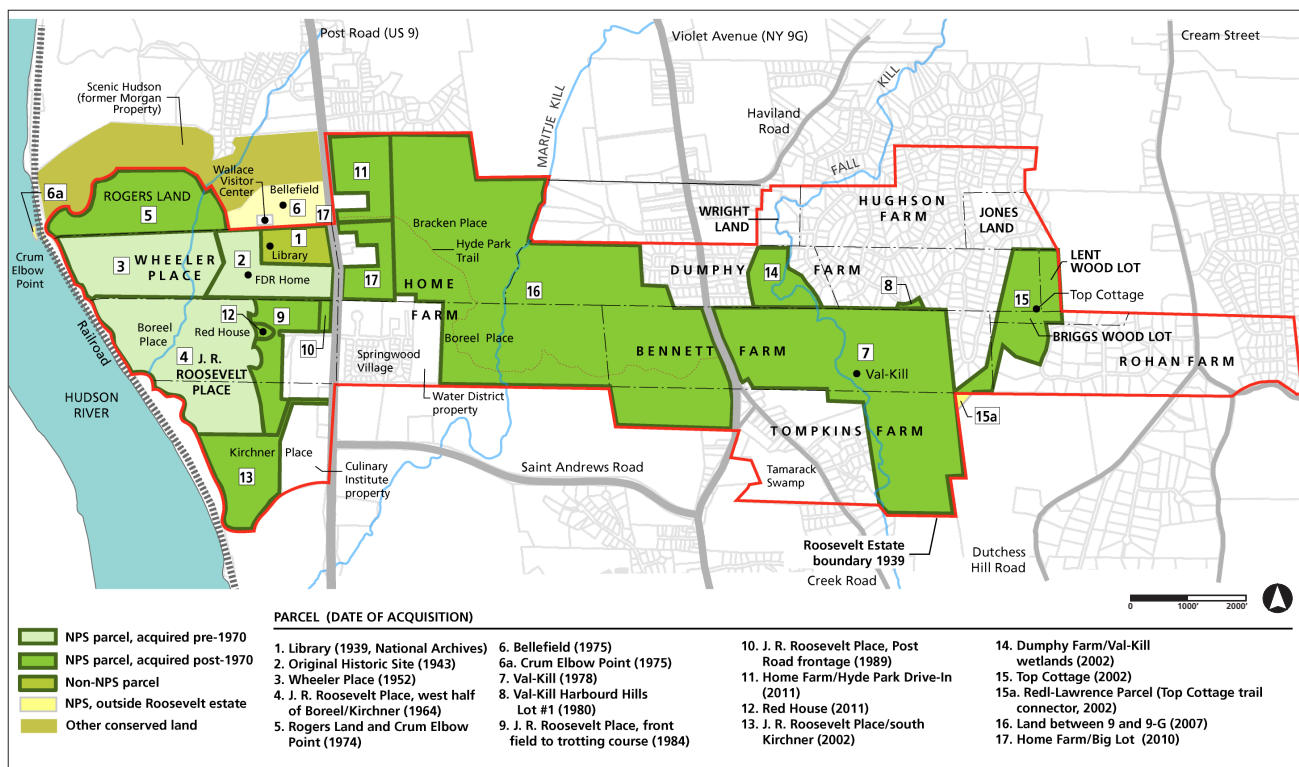 Post Road (US 9)
Violet Avenue (NY 9G)
Cream Street
Scenic Hudson
(former Morgan
Property)
MARITJE KILL
KILL
FALL
Haviland
Road
Wallace
Visitor
Center
Bellefield
6a
ROGERS LAND
5
6
17
11
Bracken Place
Hyde Park
Trail
WRIGHT
LAND
HUGHSON
FARM
JONES
LAND
Crum
Elbow
Point
3
WHEELER
PLACE
2
1
Library
FDR Home
17
HOME
FARM
16
DUMPHY
FARM
14
8
15
LENT
WOOD LOT
Top Cottage
BRIGGS WOOD LOT
ROHAN FARM
Railroad
Boreel
Place
12
Red House
9
10
4
J. R.
ROOSEVELT
PLACE
Springwood
Village
Boreel Place
BENNETT
FARM
7
Val-Kill
HUDSON
RIVER
Water District
property
15a
Kirchner Place
13
Culinary
Institute
property
Saint Andrews Road
TOMPKINS FARM
Tamarack
Swamp
Roosevelt Estate
boundary 1939
Creek Road
Dutchess
Hill Road
0 1000' 2000'
NPS parcel, acquired pre-1970
NPS parcel, acquired post-1970
Non-NPS parcel
NPS, outside Roosevelt estate
Other conserved land
PARCEL (DATE OF ACQUISITION)
1. Library (1939, National Archives)
2. Original Historic Site (1943)
3. Wheeler Place (1952)
4. J. R. Roosevelt Place, west half
of Boreel/Kirchner (1964)
5. Rogers Land and Crum Elbow
Point (1974)
6. Bellefield (1975)
6a. Crum Elbow Point (1975)
7. Val-Kill (1978)
8. Val-Kill Harbourd Hills
Lot #1 (1980)
9. J. R. Roosevelt Place, front
field to trotting course (1984)
10. J. R. Roosevelt Place, Post
Road frontage (1989)
11. Home Farm/Hyde Park Drive-In
(2011)
12. Red House (2011)
13. J. R. Roosevelt Place/south
Kirchner (2002)
14. Dumphy Farm/Val-Kill
wetlands (2002)
15. Top Cottage (2002)
15a. Redl-Lawrence Parcel (Top Cottage trail
connector, 2002)
16. Land between 9 and 9-G (2007)
17. Home Farm/Big Lot (2010)